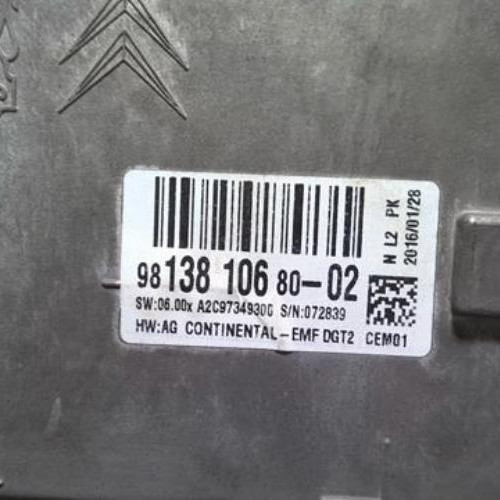 98 138 106 80-02
SW:06.00x A2C97349300 S/N:072839
HW:AG CONTINENTAL-EMF DGT2 CEM01
N L2 PK
2016/01/28